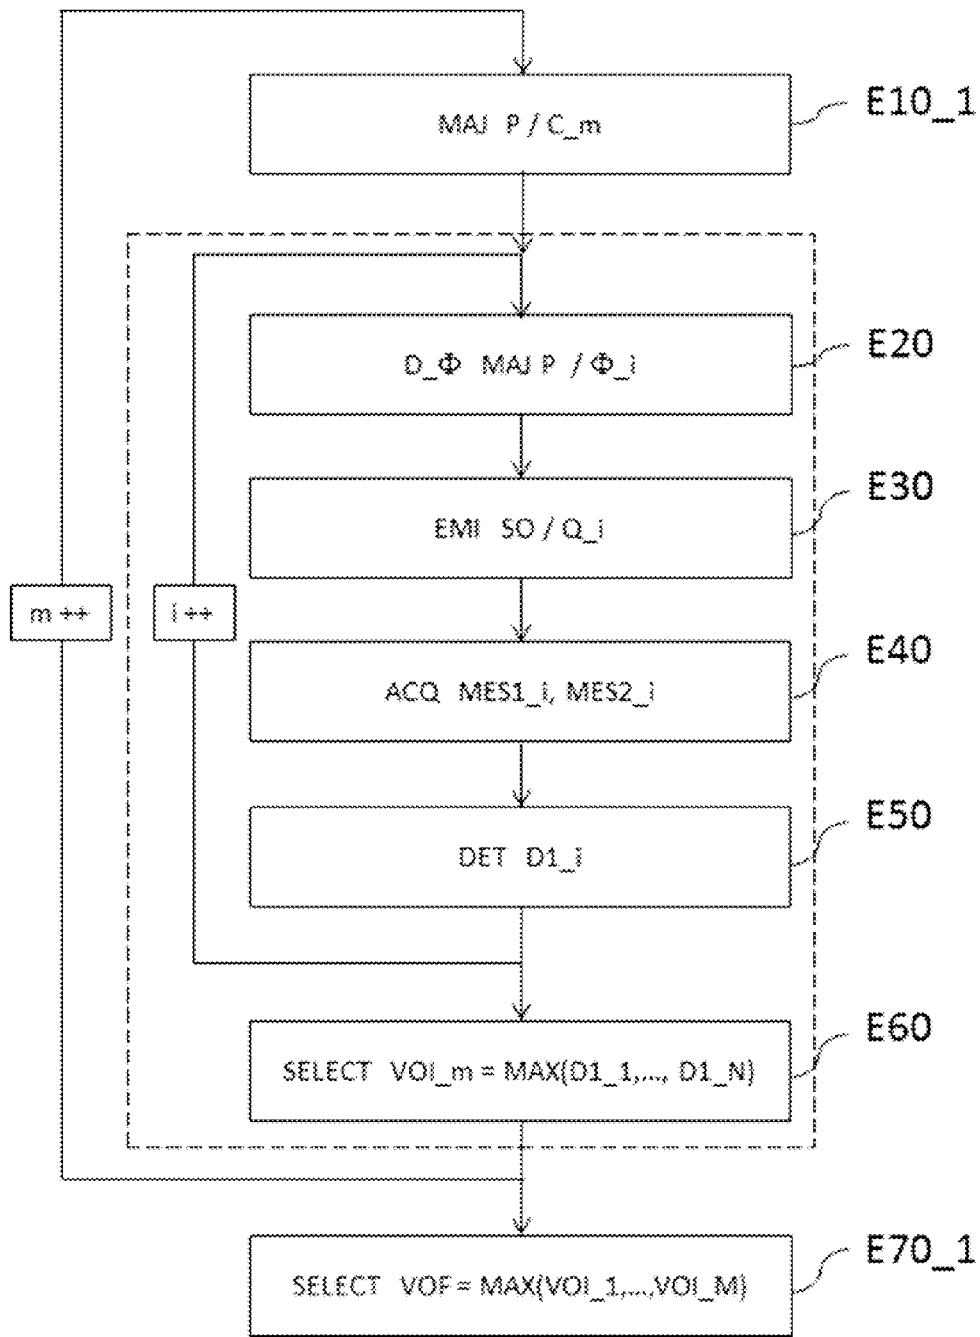 MAJ P / C_m
E10_1
D_Φ MAJ P / Φ_i
E20
EMI SO / Q_i
E30
m ++
i ++
ACQ MES1_i, MES2_i
E40
DET D1_i
E50
SELECT VOI_m = MAX(D1_1,..., D1_N)
E60
SELECT VOF = MAX(VOI_1,...,VOI_M)
E70_1